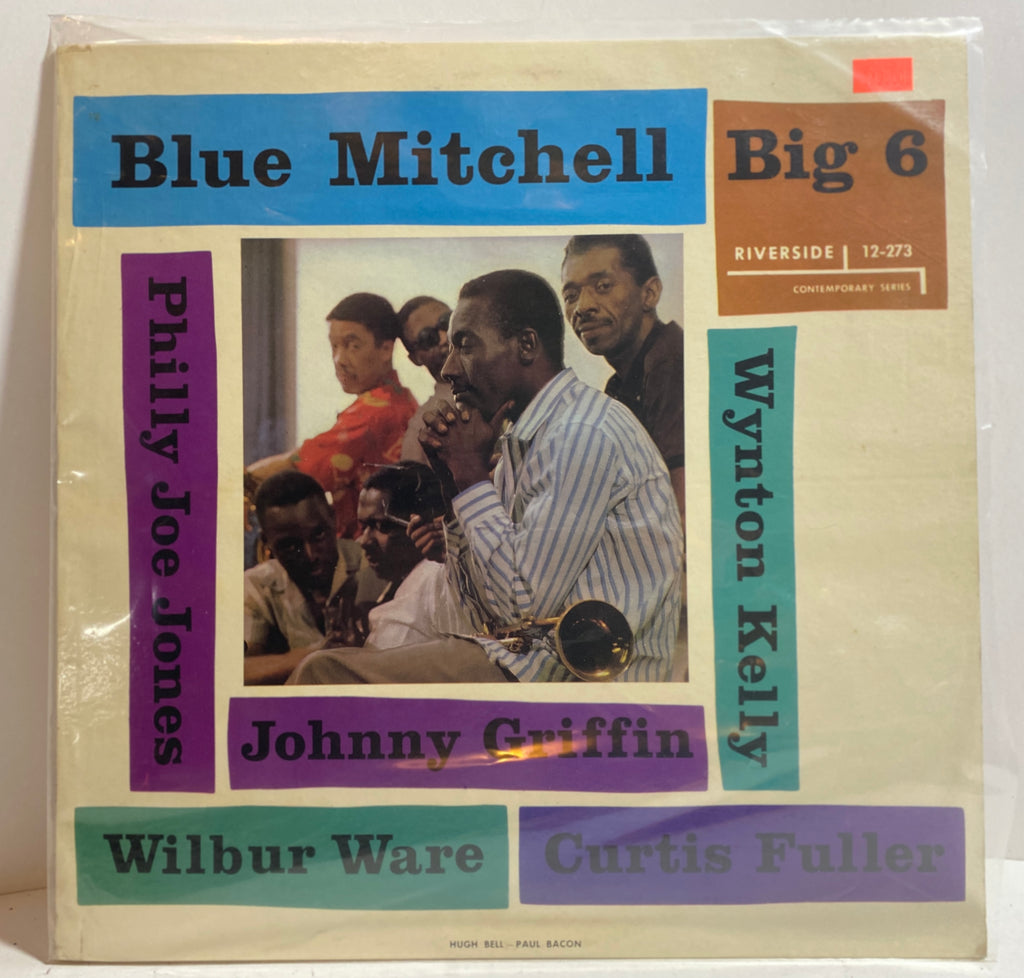 Blue Mitchell
Big 6
RIVERSIDE 12-273
CONTEMPORARY SERIES
Philly Joe Jones
Wynton Kelly
Johnny Griffin
Wilbur Ware
Curtis Fuller
HUGH BELL – PAUL BACON